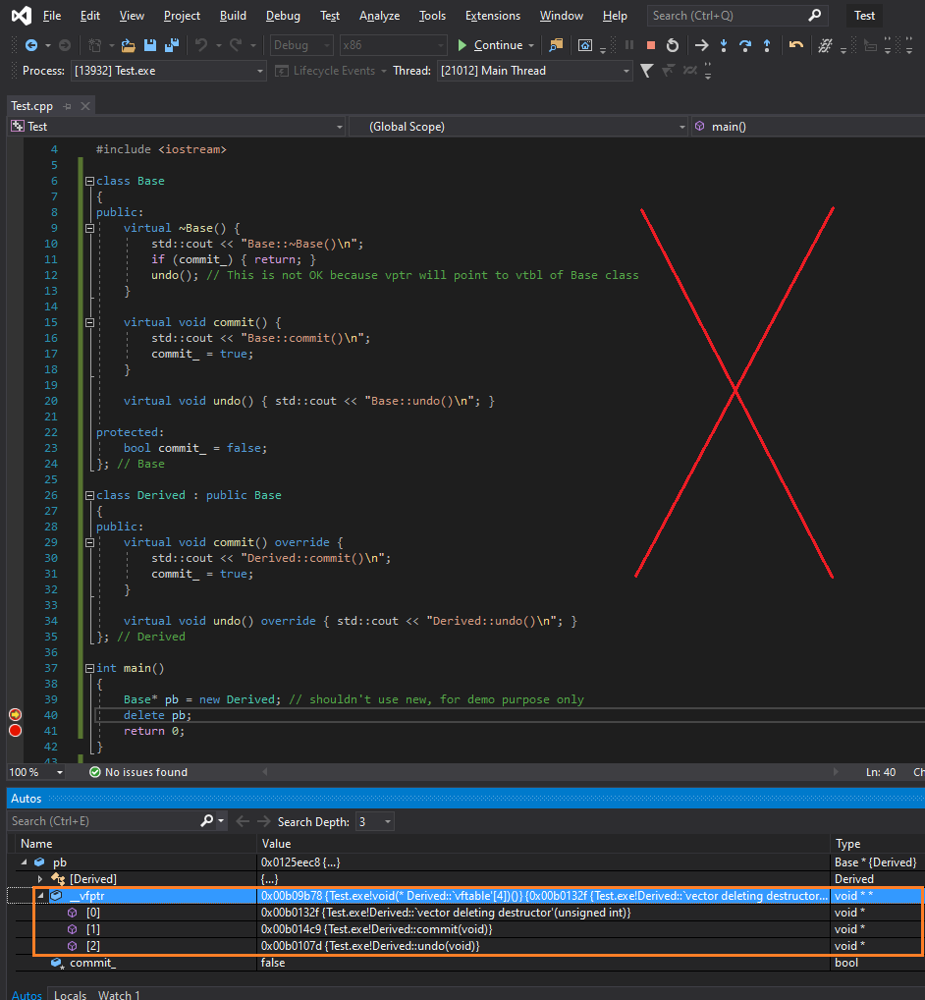 File Edit View Project Build Debug Test Analyze Tools Extensions Window Help Search (Ctrl+Q) Test
Debug x86 Continue
Process: [13932] Test.exe Lifecycle Events Thread: [21012] Main Thread
Test.cpp
Test (Global Scope) main()
4 #include <iostream>
5
6 class Base
7 {
8 public:
9 virtual ~Base() {
10 std::cout << "Base::~Base()\n";
11 if (commit_) { return; }
12 undo(); // This is not OK because vptr will point to vtbl of Base class
13 }
14
15 virtual void commit() {
16 std::cout << "Base::commit()\n";
17 commit_ = true;
18 }
19
20 virtual void undo() { std::cout << "Base::undo()\n"; }
21
22 protected:
23 bool commit_ = false;
24 }; // Base
25
26 class Derived : public Base
27 {
28 public:
29 virtual void commit() override {
30 std::cout << "Derived::commit()\n";
31 commit_ = true;
32 }
33
34 virtual void undo() override { std::cout << "Derived::undo()\n"; }
35 }; // Derived
36
37 int main()
38 {
39 Base* pb = new Derived; // shouldn't use new, for demo purpose only
40 delete pb;
41 return 0;
42 }
43
100 % No issues found Ln: 40 Ch
Autos
Search (Ctrl+E) Search Depth: 3
Name Value Type
pb 0x0125eec8 {...} Base * {Derived}
[Derived] {...} Derived
__vfptr 0x00b09b78 {Test.exe!void(* Derived::`vftable'[4])()} {0x00b0132f {Test.exe!Derived::`vector deleting destructor... void * *
[0] 0x00b0132f {Test.exe!Derived::`vector deleting destructor'(unsigned int)} void *
[1] 0x00b014c9 {Test.exe!Derived::commit(void)} void *
[2] 0x00b0107d {Test.exe!Derived::undo(void)} void *
commit_ false bool
Autos Locals Watch 1